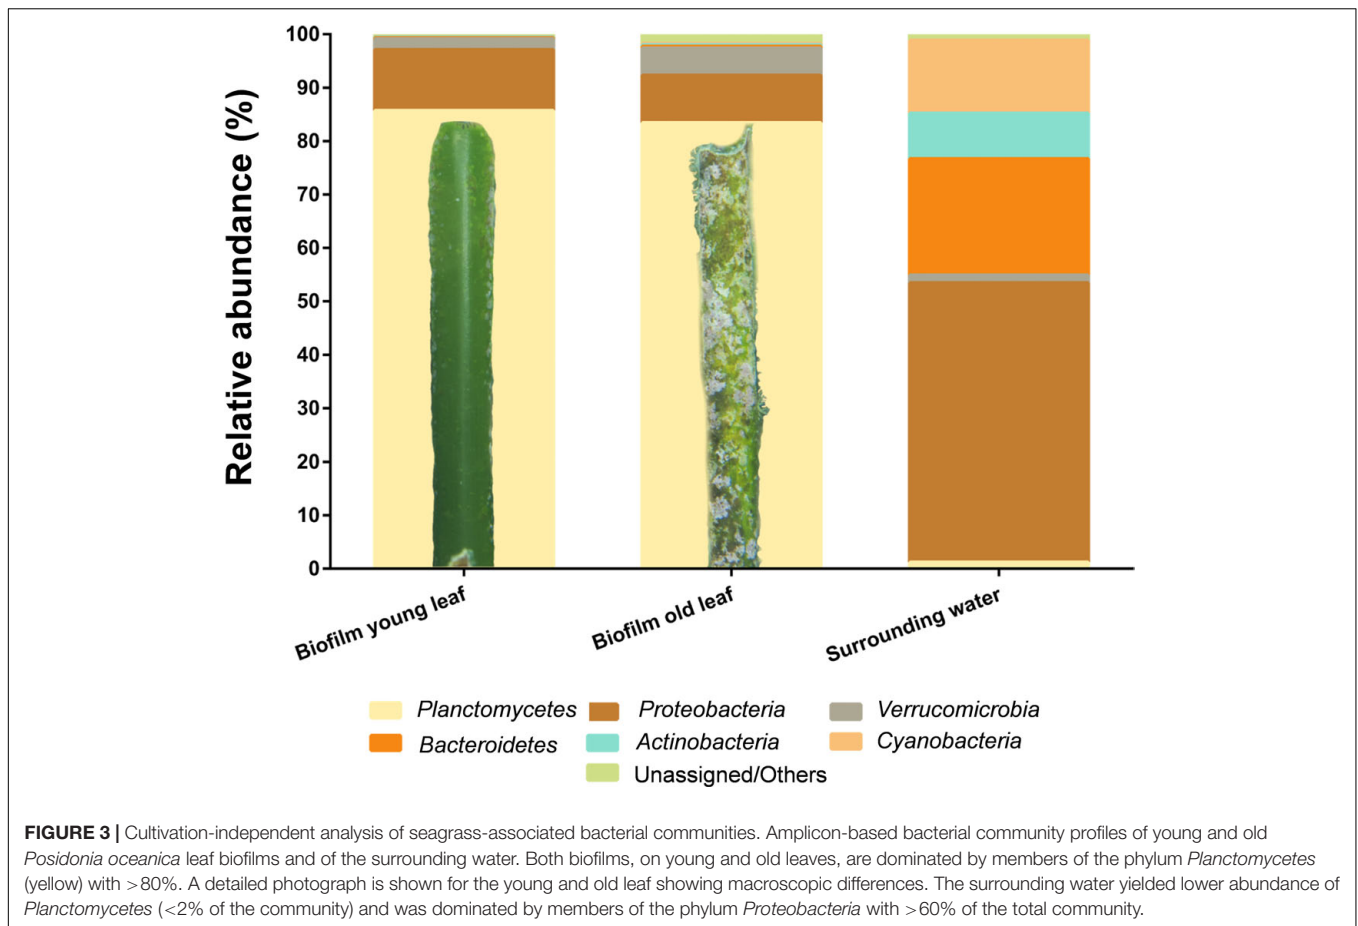 100
90
80
70
60
50
40
30
20
10
0
Relative abundance (%)
Biofilm young leaf
Biofilm old leaf
Surrounding water
Planctomycetes
Proteobacteria
Verrucomicrobia
Bacteroidetes
Actinobacteria
Cyanobacteria
Unassigned/Others
FIGURE 3 | Cultivation-independent analysis of seagrass-associated bacterial communities. Amplicon-based bacterial community profiles of young and old
Posidonia oceanica leaf biofilms and of the surrounding water. Both biofilms, on young and old leaves, are dominated by members of the phylum Planctomycetes
(yellow) with >80%. A detailed photograph is shown for the young and old leaf showing macroscopic differences. The surrounding water yielded lower abundance of
Planctomycetes (<2% of the community) and was dominated by members of the phylum Proteobacteria with >60% of the total community.